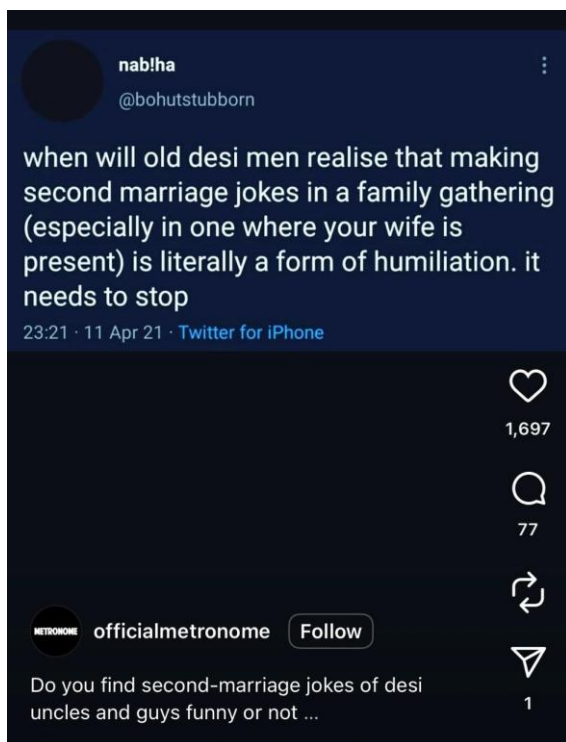 nab!ha
@bohutstubborn
when will old desi men realise that making
second marriage jokes in a family gathering
(especially in one where your wife is
present) is literally a form of humiliation. it
needs to stop
23:21 · 11 Apr 21 · Twitter for iPhone
1,697
77
METRONOME officialmetronome Follow
Do you find second-marriage jokes of desi
uncles and guys funny or not ...
1